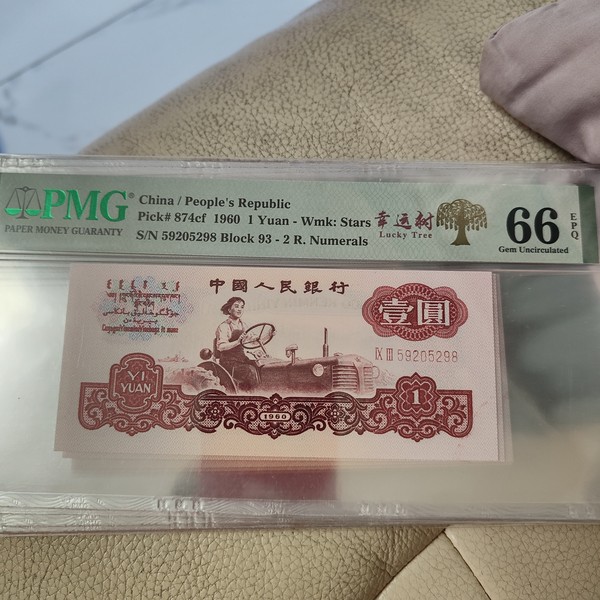 PMG®
PAPER MONEY GUARANTY
China / People's Republic
Pick# 874cf 1960 1 Yuan - Wmk: Stars
S/N 59205298 Block 93 - 2 R. Numerals
幸运树
Lucky Tree
66
EPQ
Gem Uncirculated
中國人民銀行
壹圓
ⅨⅢ 59205298
YI
YUAN
1960
1